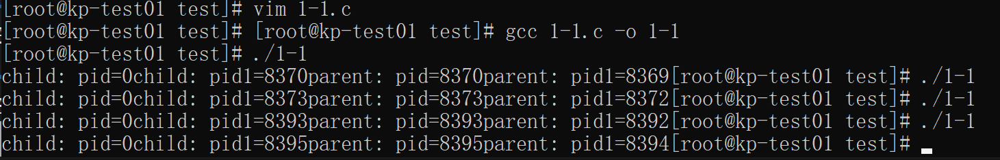 [root@kp-test01 test]# vim 1-1.c
[root@kp-test01 test]# [root@kp-test01 test]# gcc 1-1.c -o 1-1
[root@kp-test01 test]# ./1-1
child: pid=0child: pid1=8370parent: pid=8370parent: pid1=8369[root@kp-test01 test]# ./1-1
child: pid=0child: pid1=8373parent: pid=8373parent: pid1=8372[root@kp-test01 test]# ./1-1
child: pid=0child: pid1=8393parent: pid=8393parent: pid1=8392[root@kp-test01 test]# ./1-1
child: pid=0child: pid1=8395parent: pid=8395parent: pid1=8394[root@kp-test01 test]#